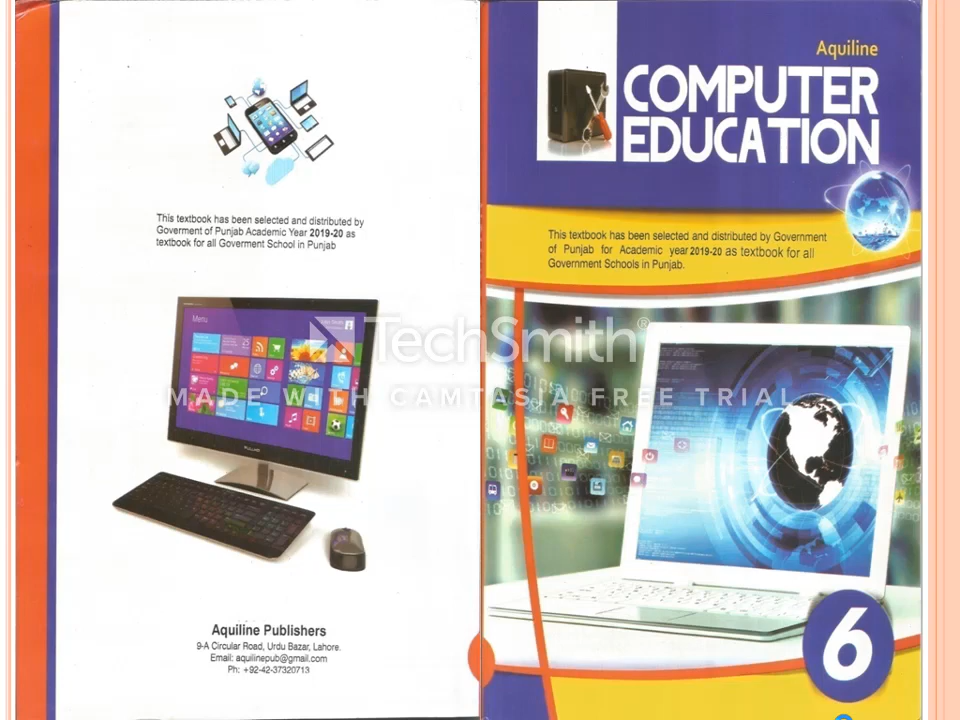 This textbook has been selected and distributed by
Goverment of Punjab Academic Year 2019-20 as
textbook for all Goverment School in Punjab
Menu
Aquiline Publishers
9-A Circular Road, Urdu Bazar, Lahore.
Email: aquilinepub@gmail.com
Ph: +92-42-37320713
Aquiline
COMPUTER
EDUCATION
This textbook has been selected and distributed by Government
of Punjab for Academic year 2019-20 as textbook for all
Government Schools in Punjab.
6
TechSmith®
MADE WITH CAMTASIA FREE TRIAL